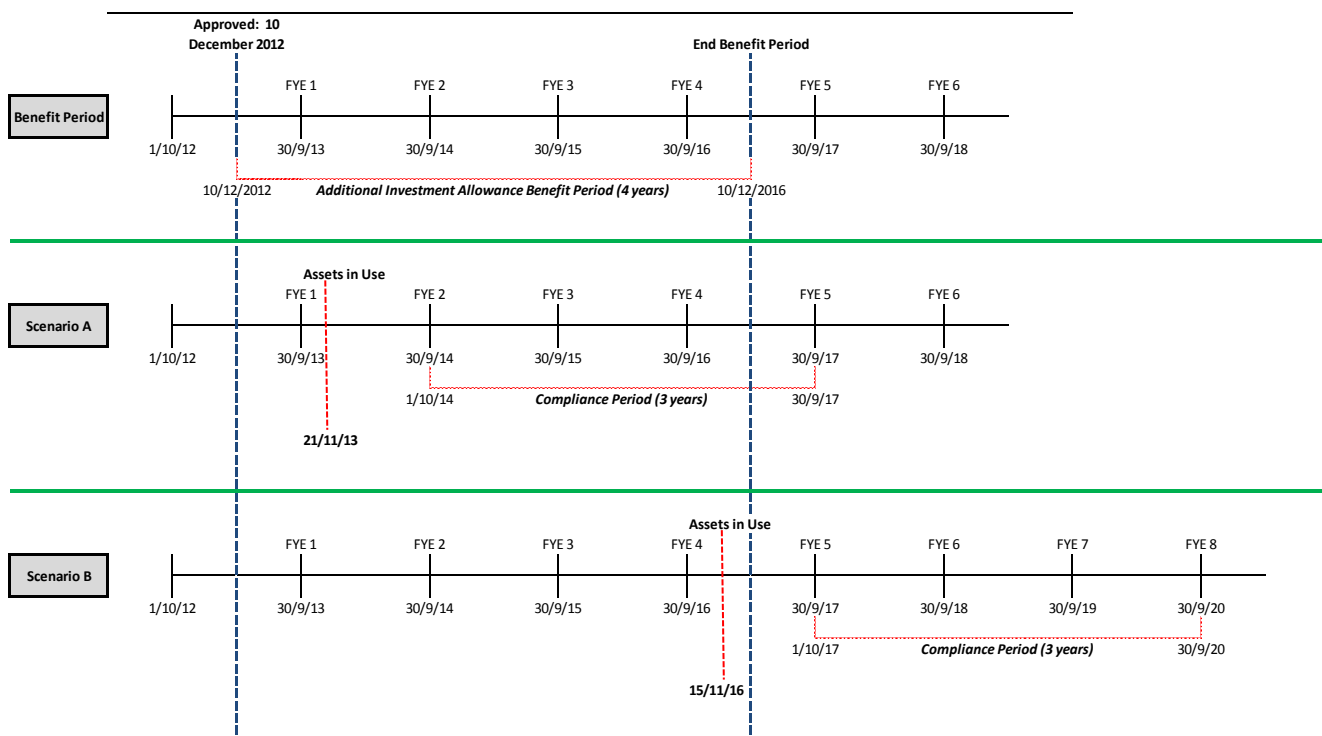 Approved: 10
December 2012
End Benefit Period
FYE 1 FYE 2 FYE 3 FYE 4 FYE 5 FYE 6
Benefit Period
1/10/12 30/9/13 30/9/14 30/9/15 30/9/16 30/9/17 30/9/18
10/12/2012 Additional Investment Allowance Benefit Period (4 years) 10/12/2016
Assets in Use
FYE 1 FYE 2 FYE 3 FYE 4 FYE 5 FYE 6
Scenario A
1/10/12 30/9/13 30/9/14 30/9/15 30/9/16 30/9/17 30/9/18
1/10/14 Compliance Period (3 years) 30/9/17
21/11/13
Assets in Use
FYE 1 FYE 2 FYE 3 FYE 4 FYE 5 FYE 6 FYE 7 FYE 8
Scenario B
1/10/12 30/9/13 30/9/14 30/9/15 30/9/16 30/9/17 30/9/18 30/9/19 30/9/20
1/10/17 Compliance Period (3 years) 30/9/20
15/11/16